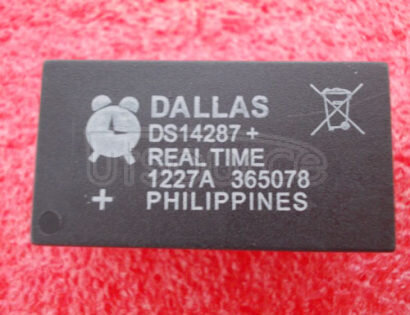 DALLAS
DS14287+
REAL TIME
1227A 365078
+ PHILIPPINES